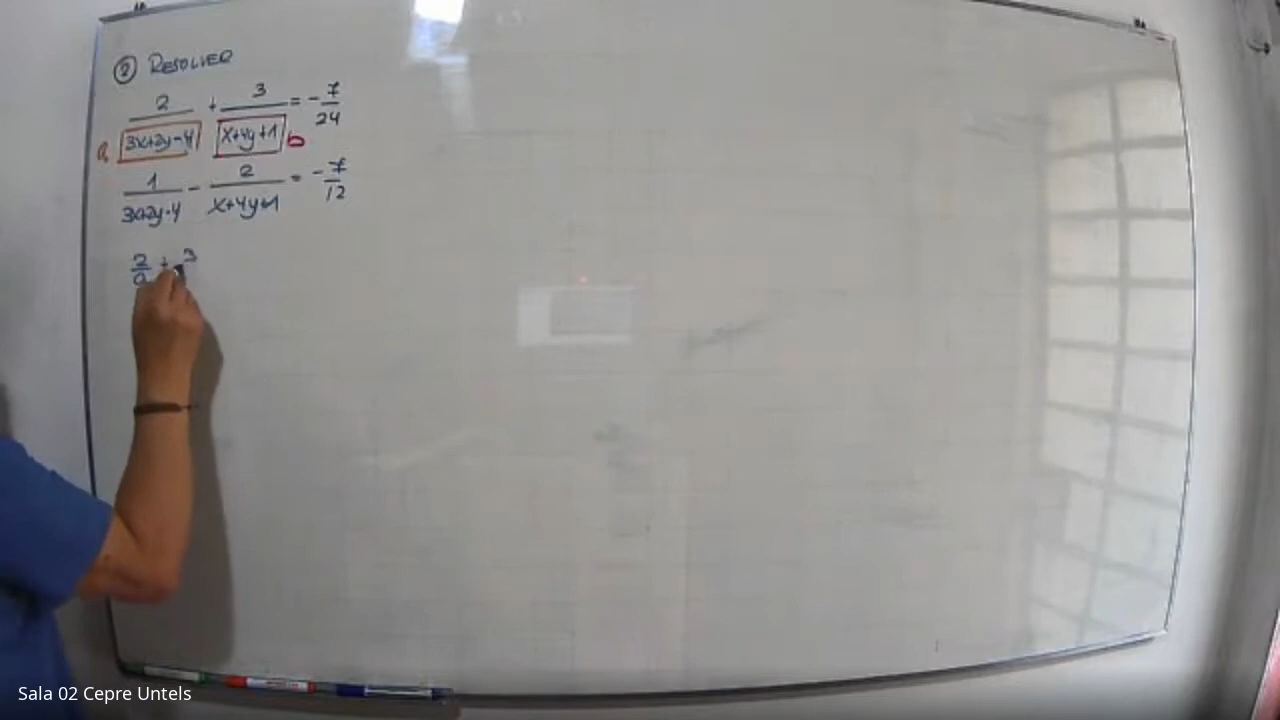 ② RESOLVER
2/(3x+2y-4) + 3/(x+4y+1) = -7/24
a b
1/(3x+2y-4) - 2/(x+4y+1) = -7/12
2/a + 3
Sala 02 Cepre Untels